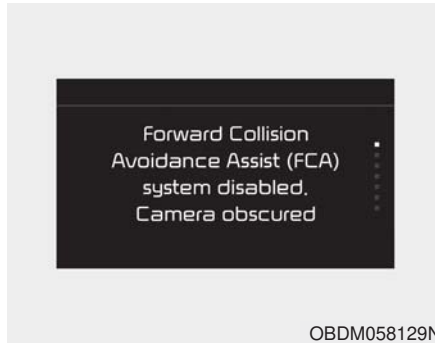 Forward Collision
Avoidance Assist (FCA)
system disabled.
Camera obscured
OBDM058129N